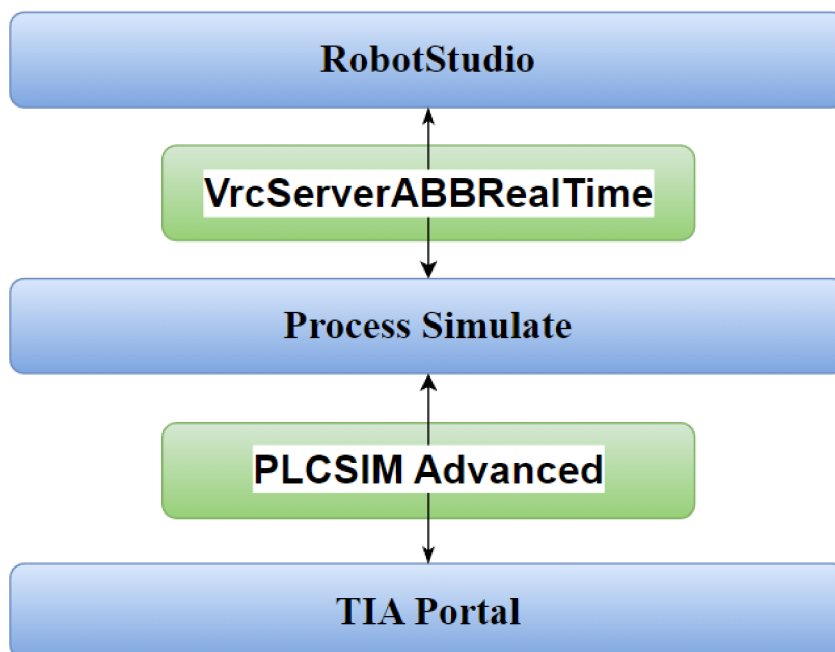 RobotStudio
VrcServerABBRealTime
Process Simulate
PLCSIM Advanced
TIA Portal